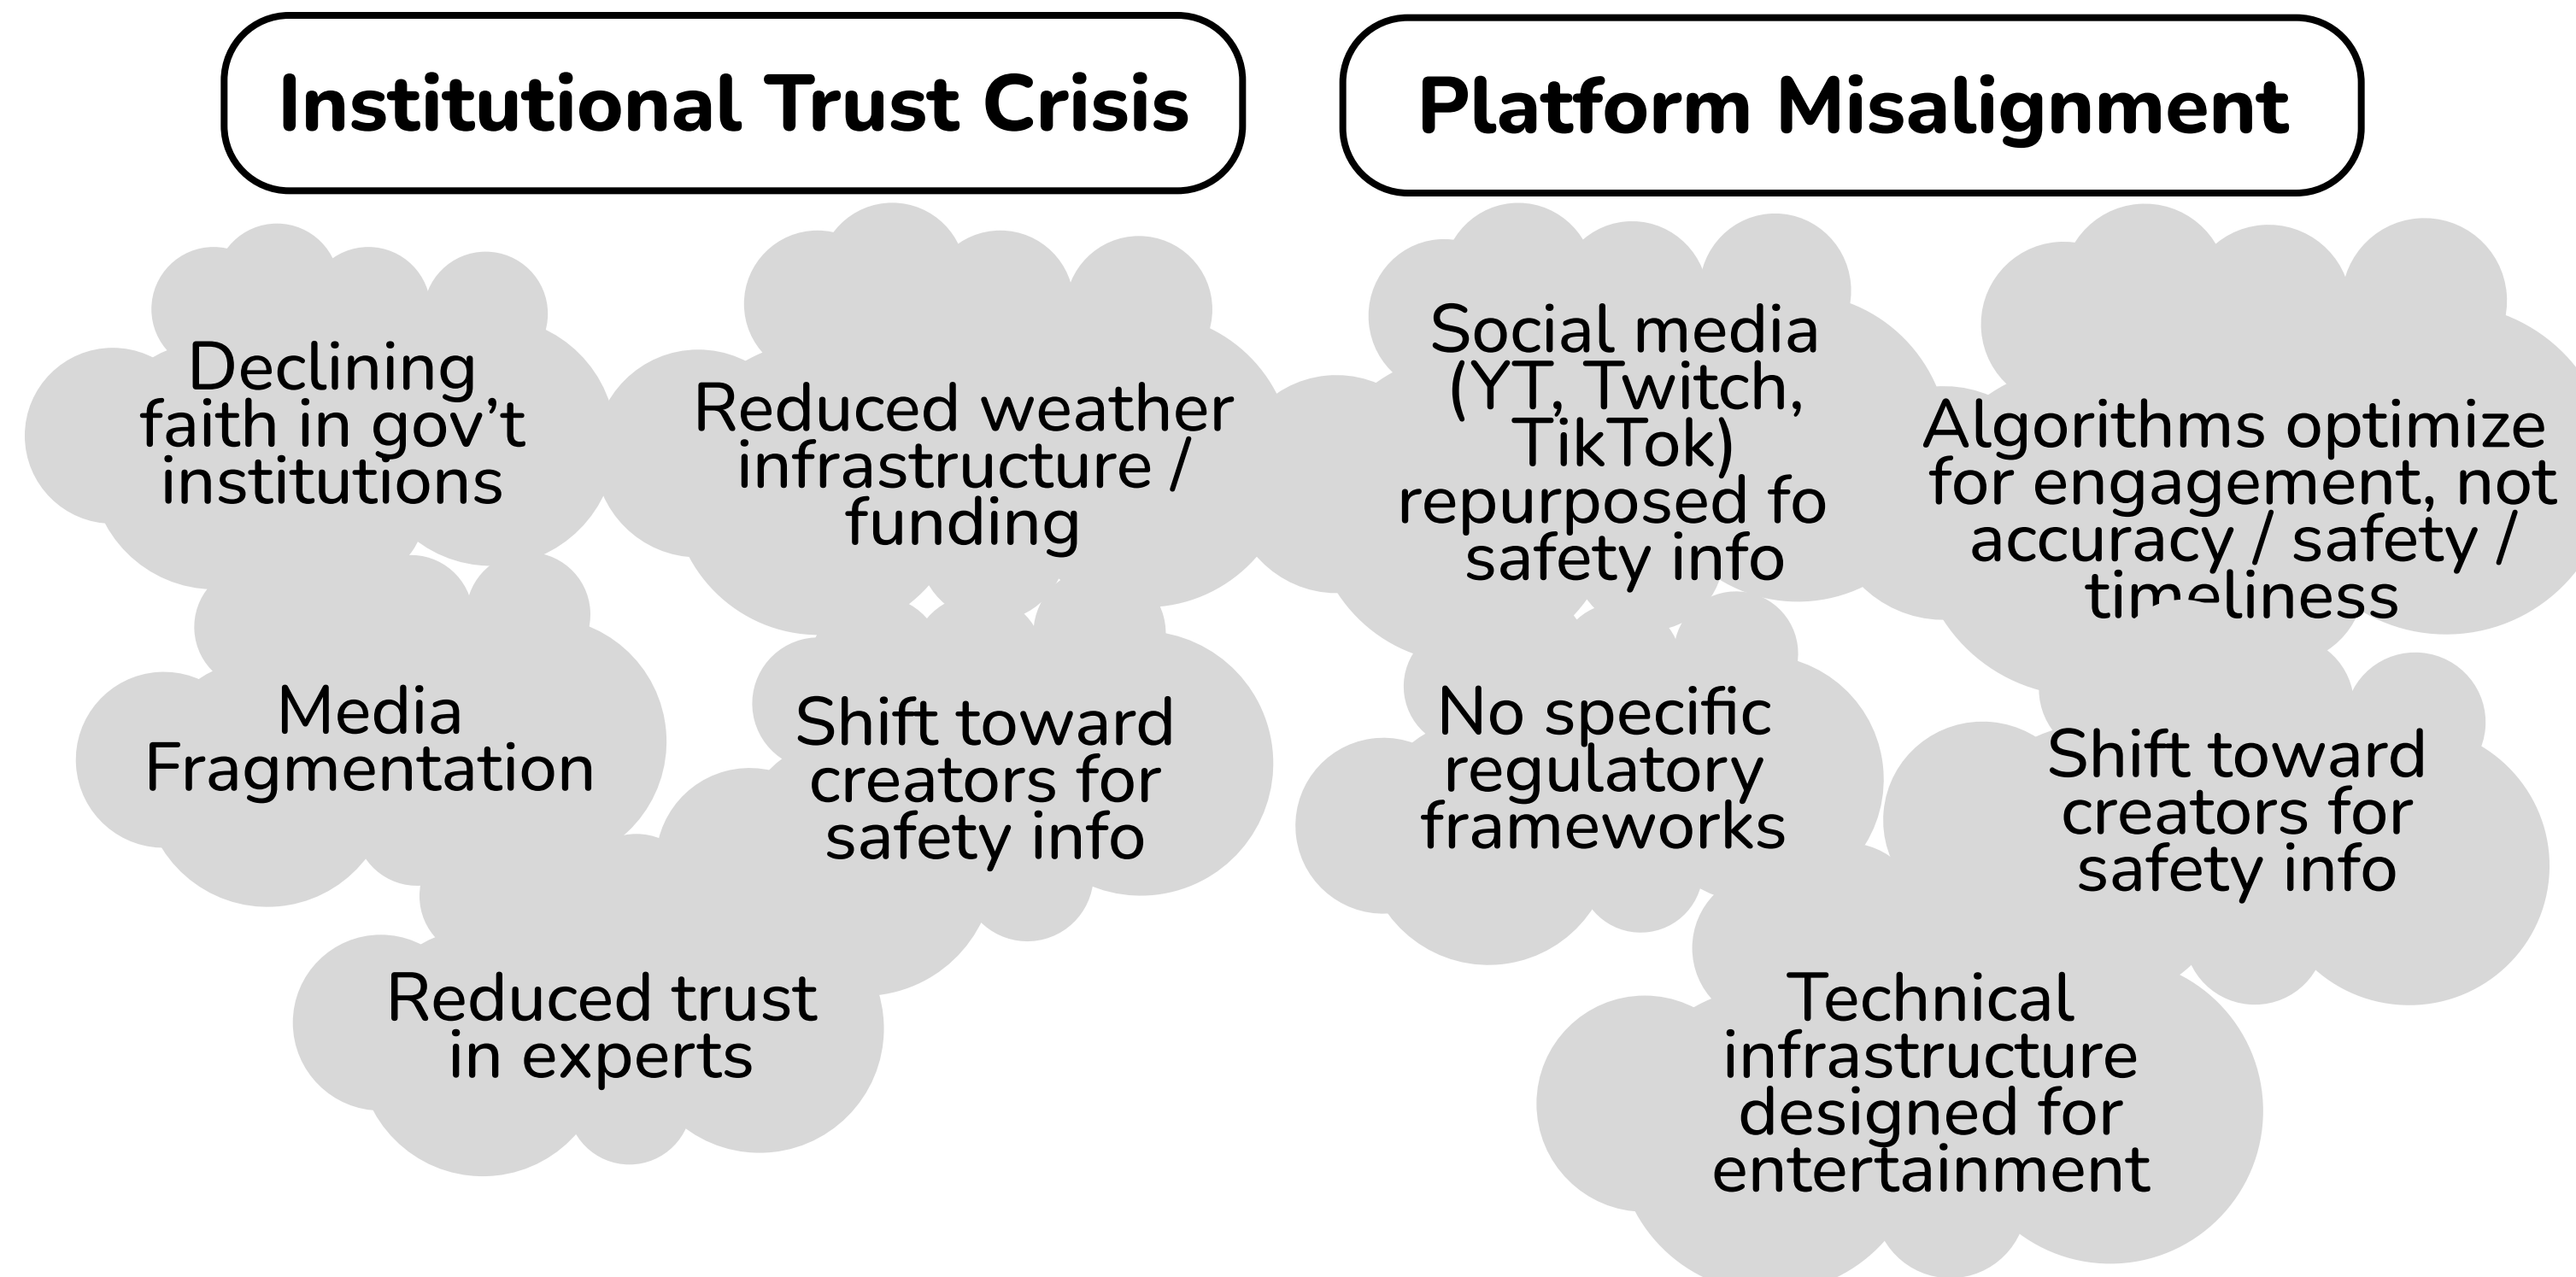 Institutional Trust Crisis
Platform Misalignment
Declining
faith in gov’t
institutions
Reduced weather
infrastructure /
funding
Social media
(YT, Twitch,
TikTok)
repurposed fo
safety info
Algorithms optimize
for engagement, not
accuracy / safety /
timeliness
Media
Fragmentation
Shift toward
creators for
safety info
No specific
regulatory
frameworks
Shift toward
creators for
safety info
Reduced trust
in experts
Technical
infrastructure
designed for
entertainment